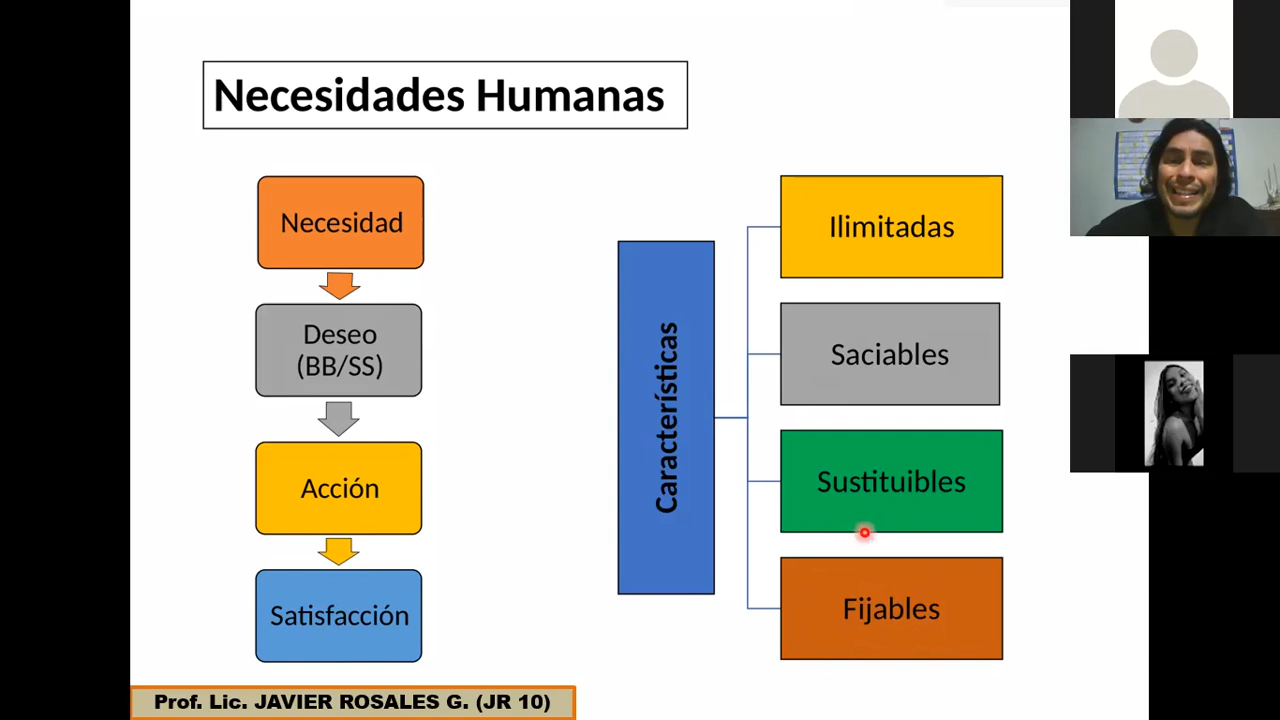 Necesidades Humanas
Necesidad
Deseo
(BB/SS)
Acción
Satisfacción
Características
Ilimitadas
Saciables
Sustituibles
Fijables
Prof. Lic. JAVIER ROSALES G. (JR 10)